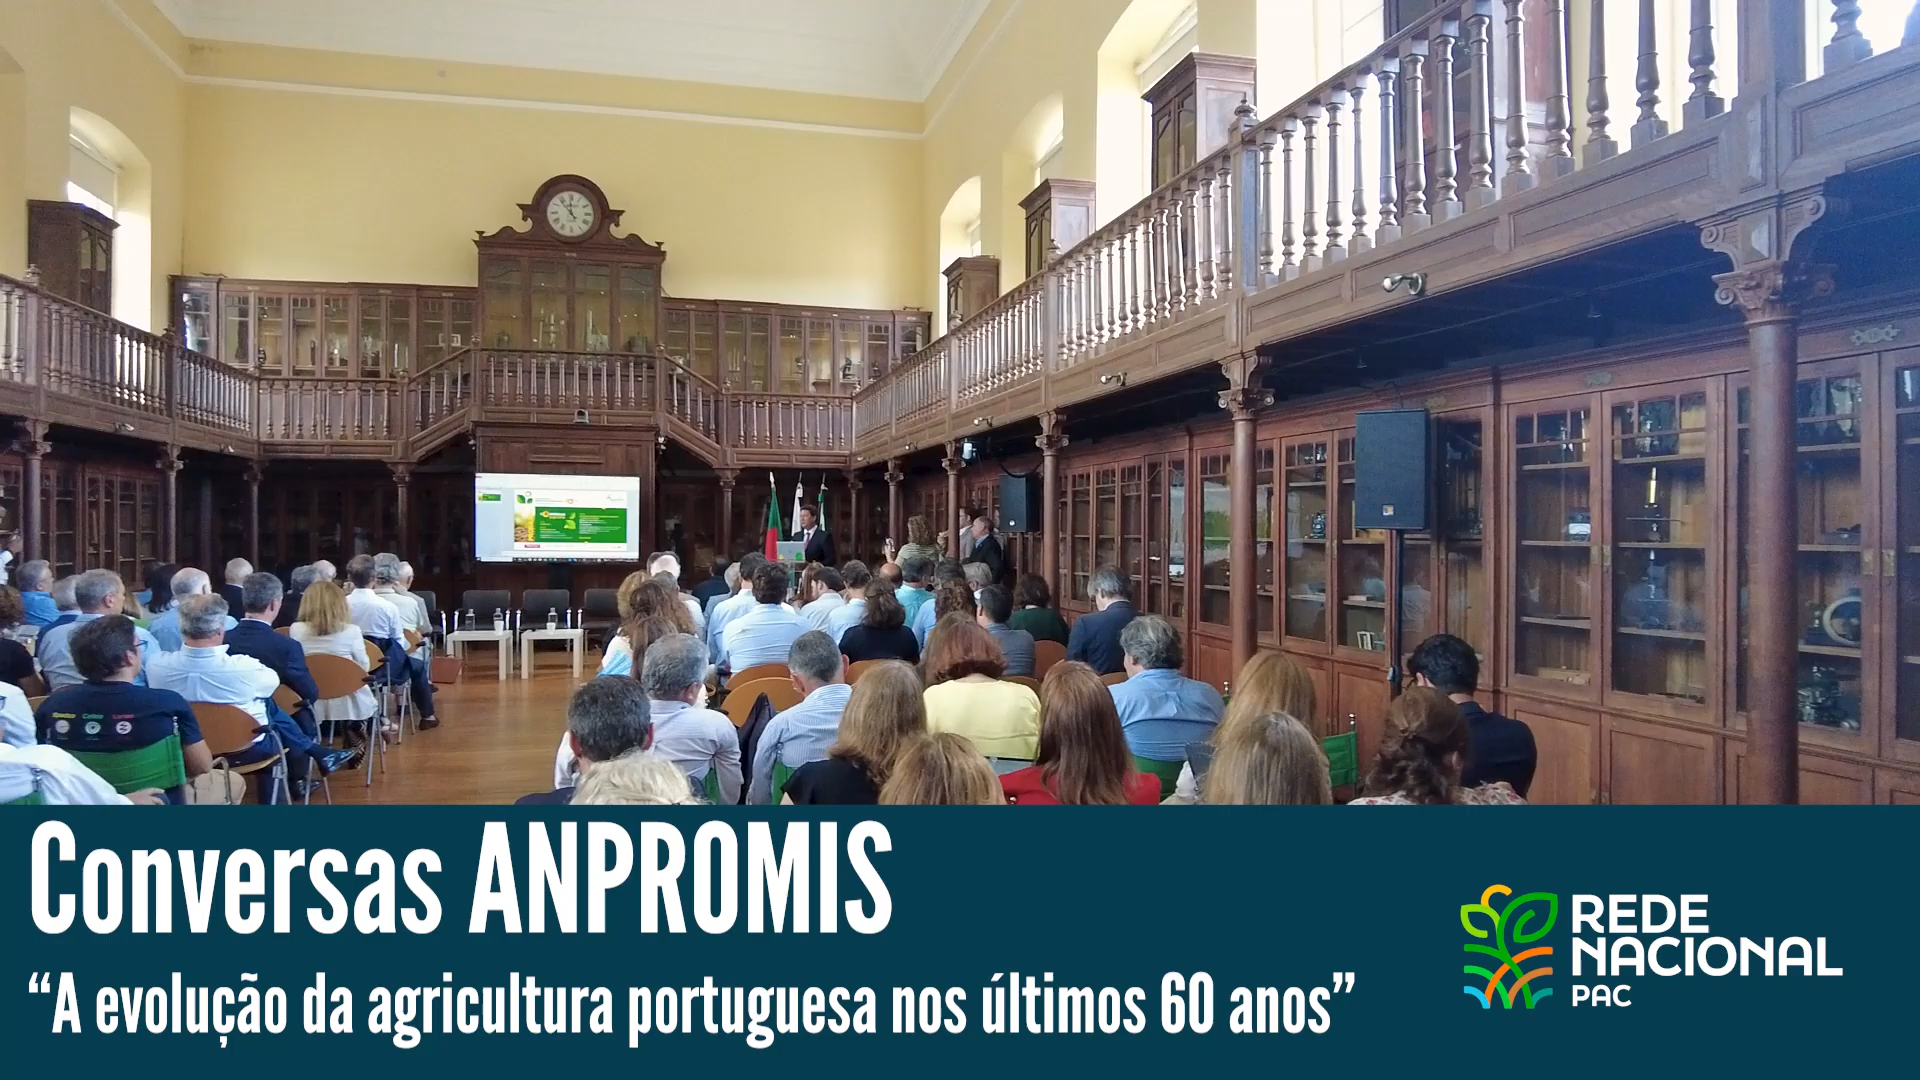 Conversas ANPROMIS
“A evolução da agricultura portuguesa nos últimos 60 anos”
REDE
NACIONAL
PAC